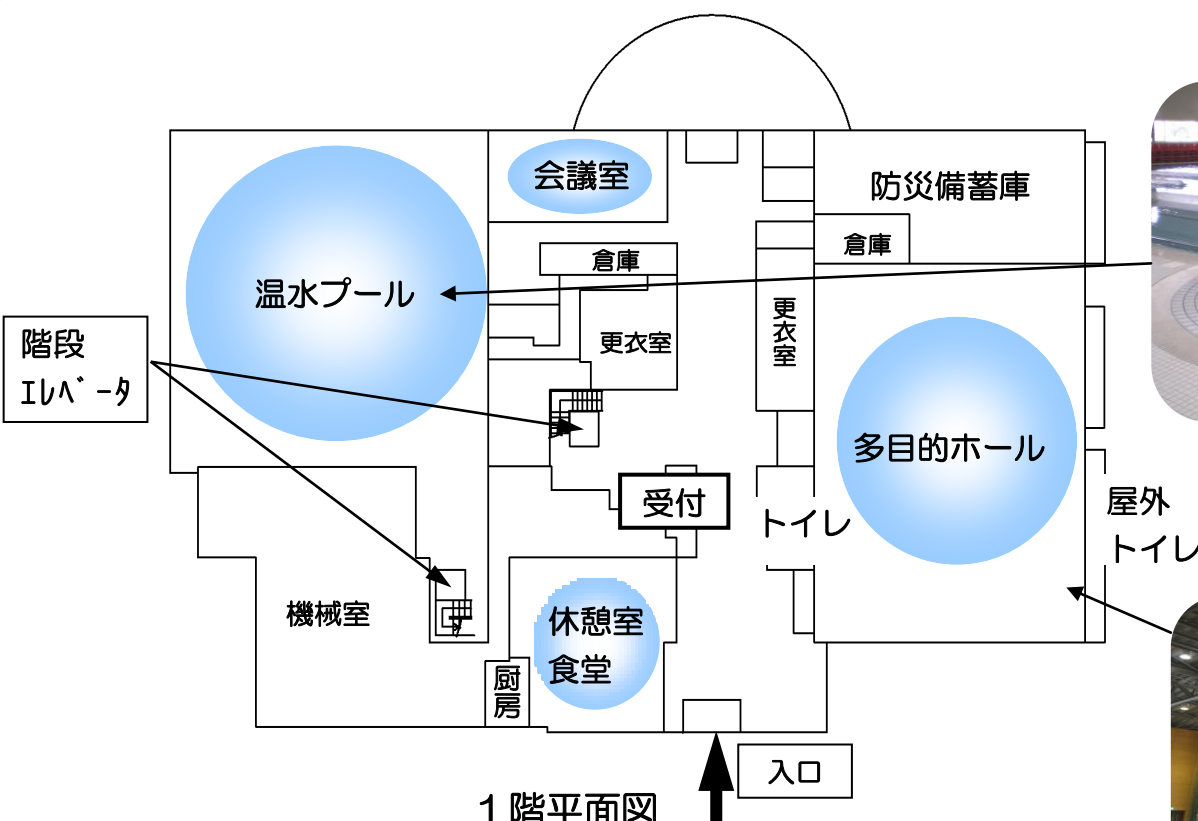 会議室
防災備蓄庫
倉庫
倉庫
温水プール
更衣室
更衣室
階段
ｴﾚﾍﾞｰﾀ
多目的ホール
受付
トイレ
屋外
トイレ
機械室
休憩室
食堂
厨房
入口
１階平面図